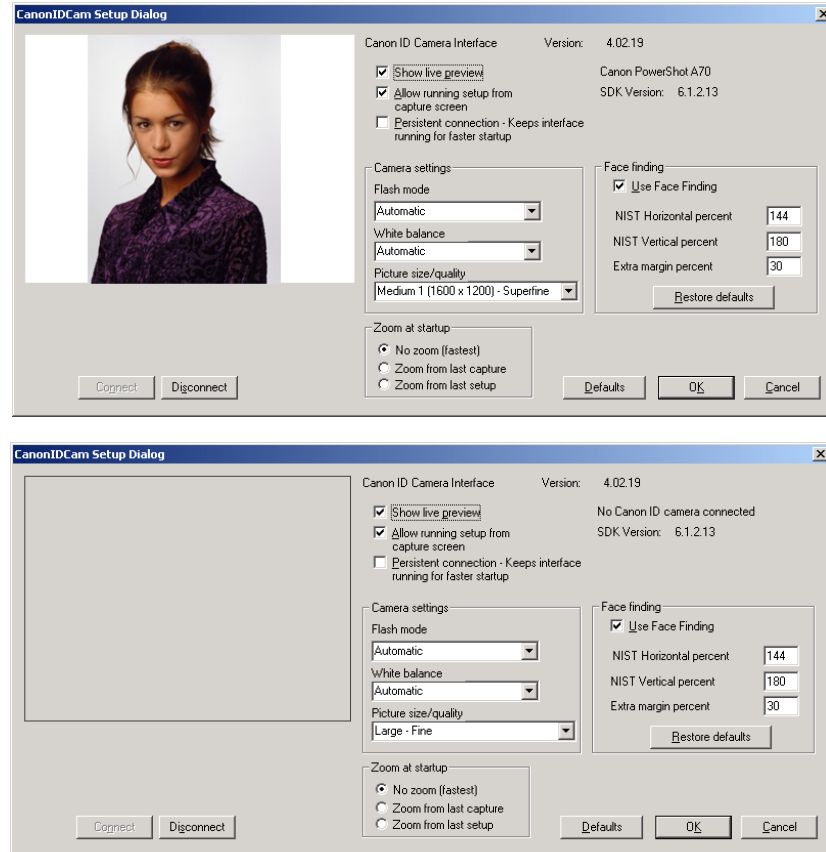 CanonIDCam Setup Dialog
Canon ID Camera Interface Version: 4.02.19
Show live preview Canon PowerShot A70
Allow running setup from SDK Version: 6.1.2.13
capture screen
Persistent connection - Keeps interface
running for faster startup
Camera settings Face finding
Flash mode Use Face Finding
Automatic NIST Horizontal percent 144
White balance NIST Vertical percent 180
Automatic Extra margin percent 30
Picture size/quality
Medium 1 (1600 x 1200) - Superfine Restore defaults
Zoom at startup
No zoom (fastest)
Zoom from last capture
Zoom from last setup
Connect Disconnect Defaults OK Cancel
CanonIDCam Setup Dialog
Canon ID Camera Interface Version: 4.02.19
Show live preview No Canon ID camera connected
Allow running setup from SDK Version: 6.1.2.13
capture screen
Persistent connection - Keeps interface
running for faster startup
Camera settings Face finding
Flash mode Use Face Finding
Automatic NIST Horizontal percent 144
White balance NIST Vertical percent 180
Automatic Extra margin percent 30
Picture size/quality
Large - Fine Restore defaults
Zoom at startup
No zoom (fastest)
Zoom from last capture
Zoom from last setup
Connect Disconnect Defaults OK Cancel